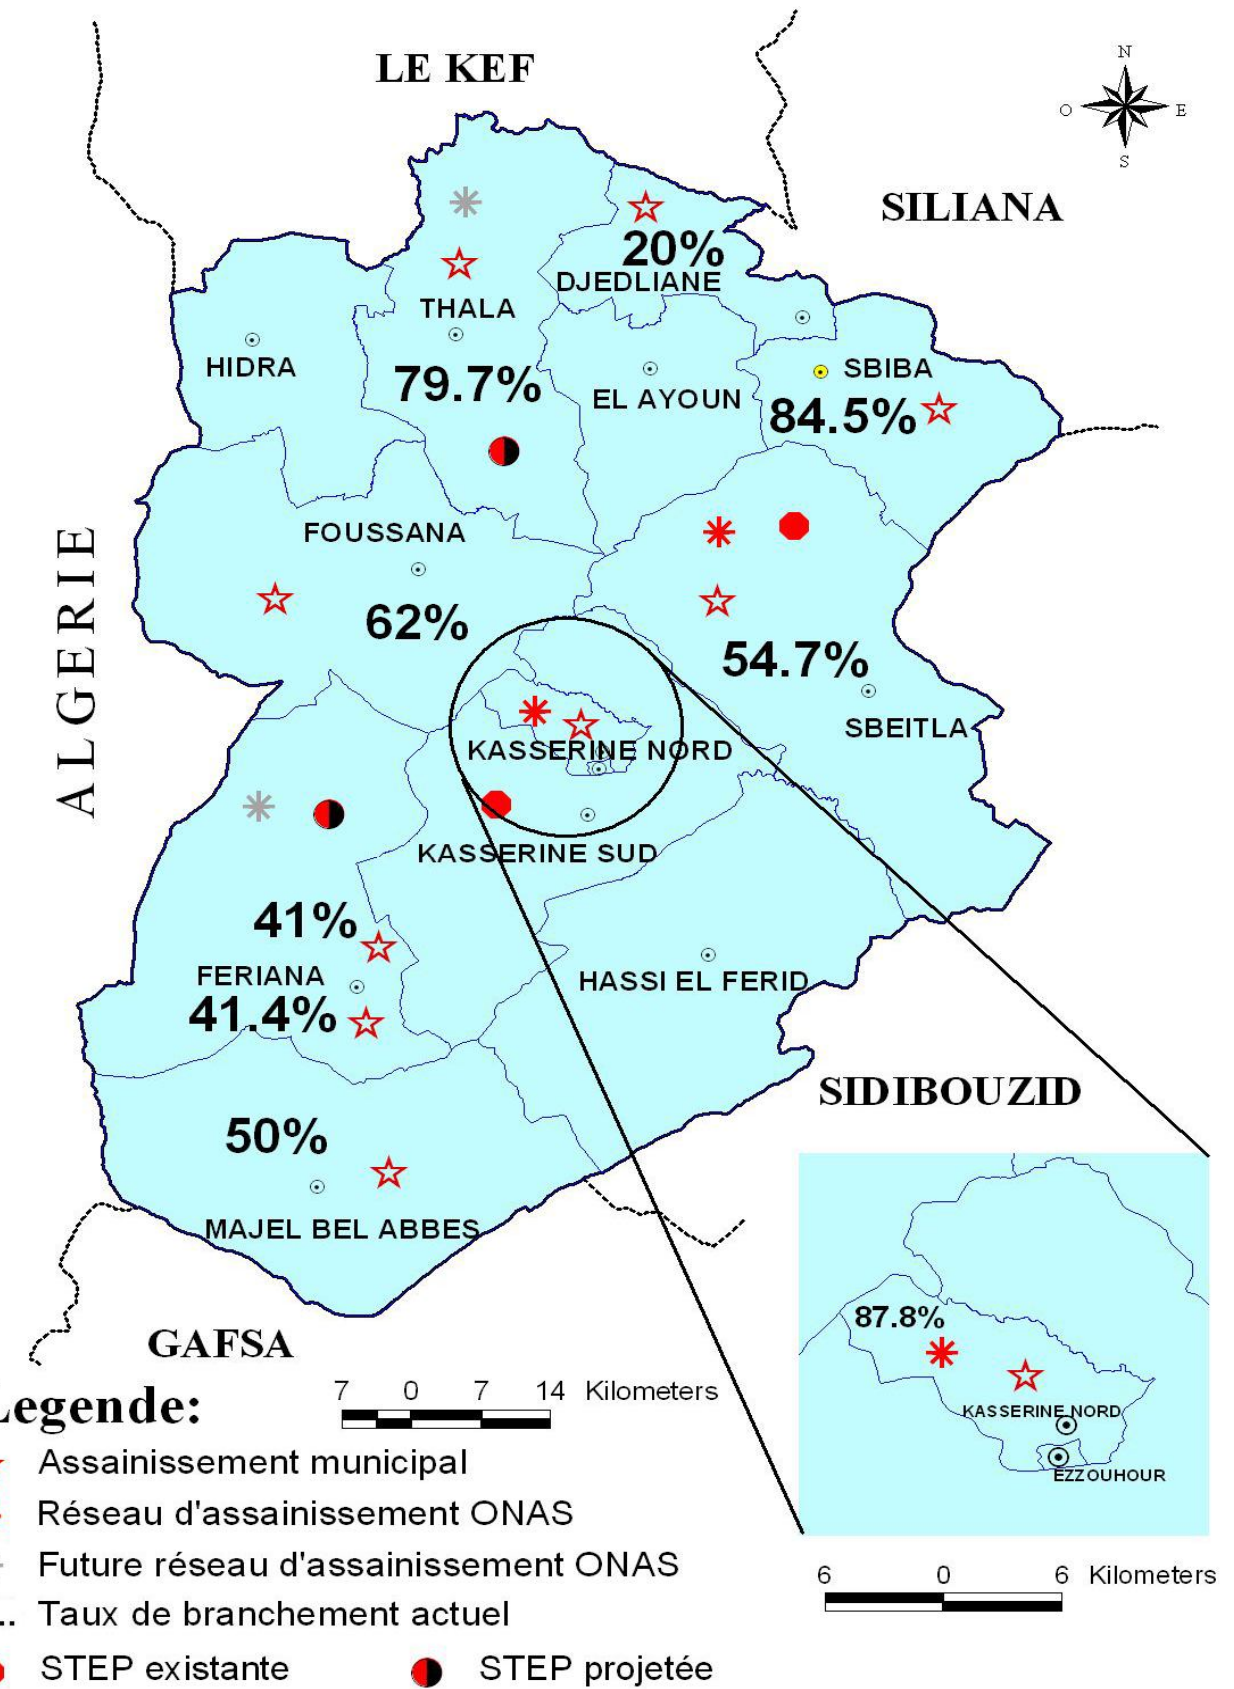 LE KEF
N
O
E
S
SILIANA
20%
DJEDLIANE
THALA
HIDRA
79.7%
EL AYOUN
SBIBA
84.5%
ALGERIE
FOUSSANA
62%
54.7%
SBEITLA
KASSERINE NORD
KASSERINE SUD
41%
FERIANA
41.4%
HASSI EL FERID
SIDIBOUZID
50%
MAJEL BEL ABBES
GAFSA
87.8%
KASSERINE NORD
EZZOUHOUR
6 0 6 Kilometers
7 0 7 14 Kilometers
Legende:
Assainissement municipal
Réseau d'assainissement ONAS
Future réseau d'assainissement ONAS
.. Taux de branchement actuel
STEP existante
STEP projetée